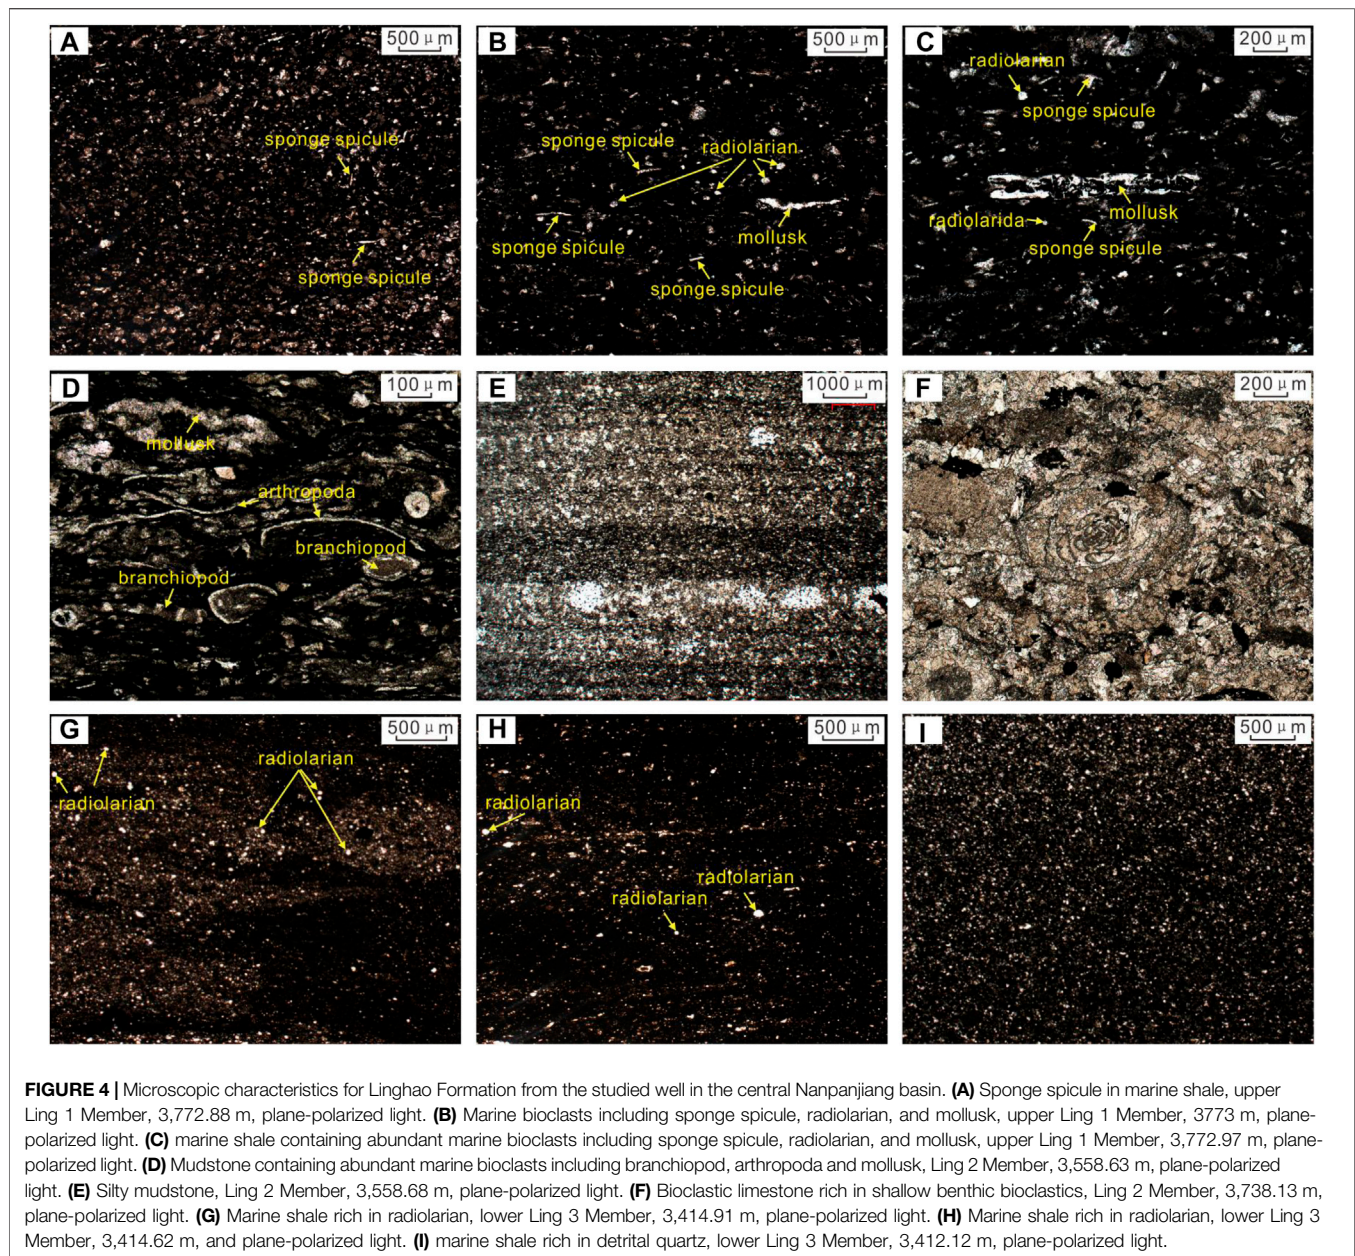 A
500 μm
sponge spicule
sponge spicule
B
500 μm
sponge spicule
radiolarian
sponge spicule
mollusk
sponge spicule
C
200 μm
radiolarian
sponge spicule
mollusk
radiolarida
sponge spicule
D
100 μm
mollusk
arthropoda
branchiopod
branchiopod
E
1000 μm
F
200 μm
G
500 μm
radiolarian
radiolarian
H
500 μm
radiolarian
radiolarian
radiolarian
I
500 μm
FIGURE 4 | Microscopic characteristics for Linghao Formation from the studied well in the central Nanpanjiang basin. (A) Sponge spicule in marine shale, upper
Ling 1 Member, 3,772.88 m, plane-polarized light. (B) Marine bioclasts including sponge spicule, radiolarian, and mollusk, upper Ling 1 Member, 3773 m, plane-
polarized light. (C) marine shale containing abundant marine bioclasts including sponge spicule, radiolarian, and mollusk, upper Ling 1 Member, 3,772.97 m, plane-
polarized light. (D) Mudstone containing abundant marine bioclasts including branchiopod, arthropoda and mollusk, Ling 2 Member, 3,558.63 m, plane-polarized
light. (E) Silty mudstone, Ling 2 Member, 3,558.68 m, plane-polarized light. (F) Bioclastic limestone rich in shallow benthic bioclastics, Ling 2 Member, 3,738.13 m,
plane-polarized light. (G) Marine shale rich in radiolarian, lower Ling 3 Member, 3,414.91 m, plane-polarized light. (H) Marine shale rich in radiolarian, lower Ling 3
Member, 3,414.62 m, and plane-polarized light. (I) marine shale rich in detrital quartz, lower Ling 3 Member, 3,412.12 m, plane-polarized light.